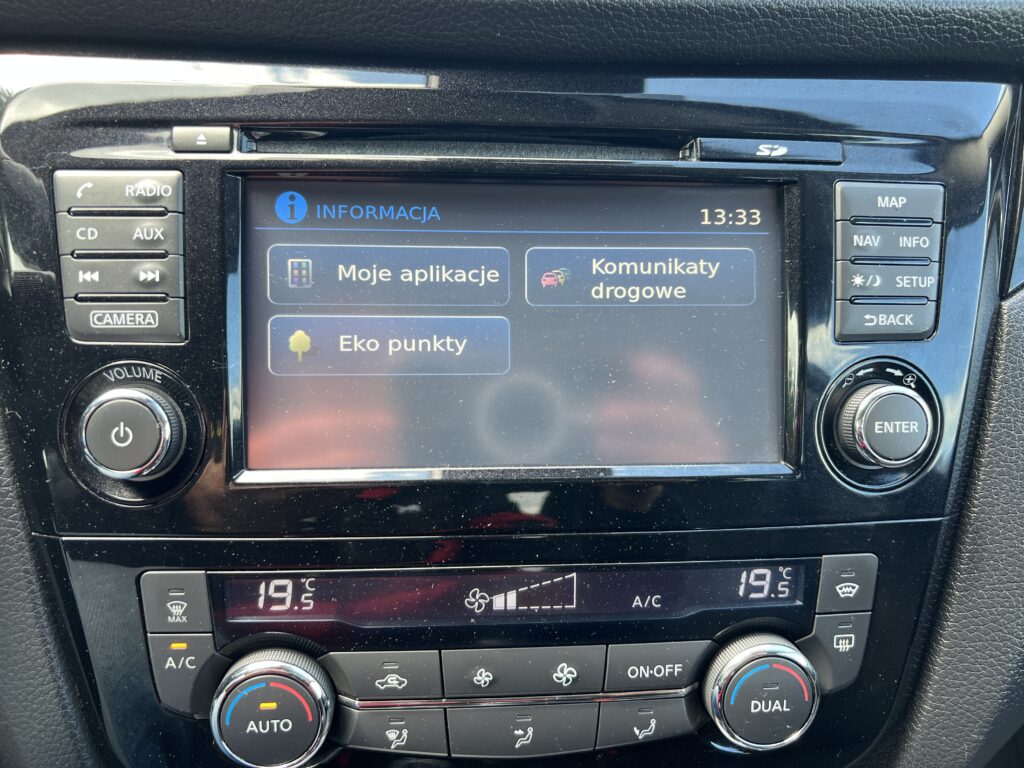 SD
RADIO
CD AUX
CAMERA
VOLUME
INFORMACJA 13:33
Moje aplikacje
Komunikaty
drogowe
Eko punkty
MAP
NAV INFO
SETUP
BACK
ENTER
19.5 °C
A/C
19.5 °C
MAX
A/C
AUTO
ON·OFF
DUAL